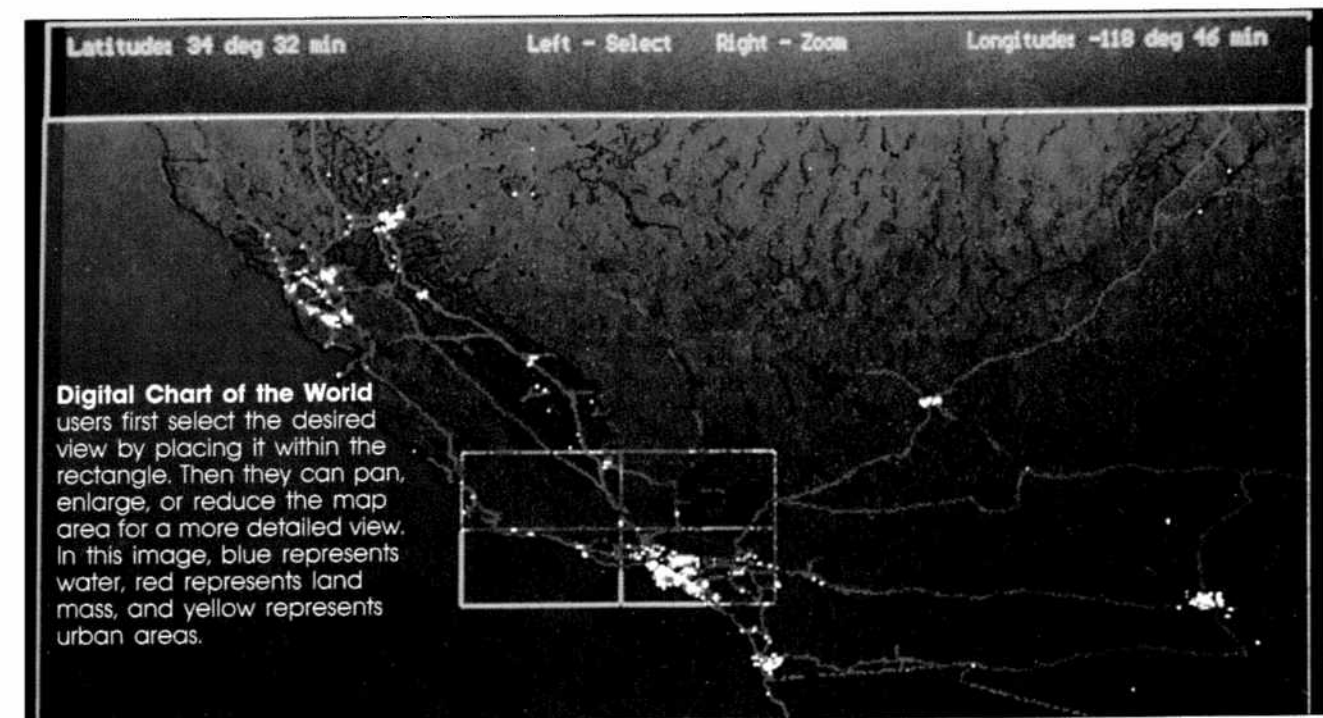 Latitude: 34 deg 32 min Left - Select Right - Zoom Longitude: -118 deg 46 min
Digital Chart of the World
users first select the desired
view by placing it within the
rectangle. Then they can pan,
enlarge, or reduce the map
area for a more detailed view.
In this image, blue represents
water, red represents land
mass, and yellow represents
urban areas.